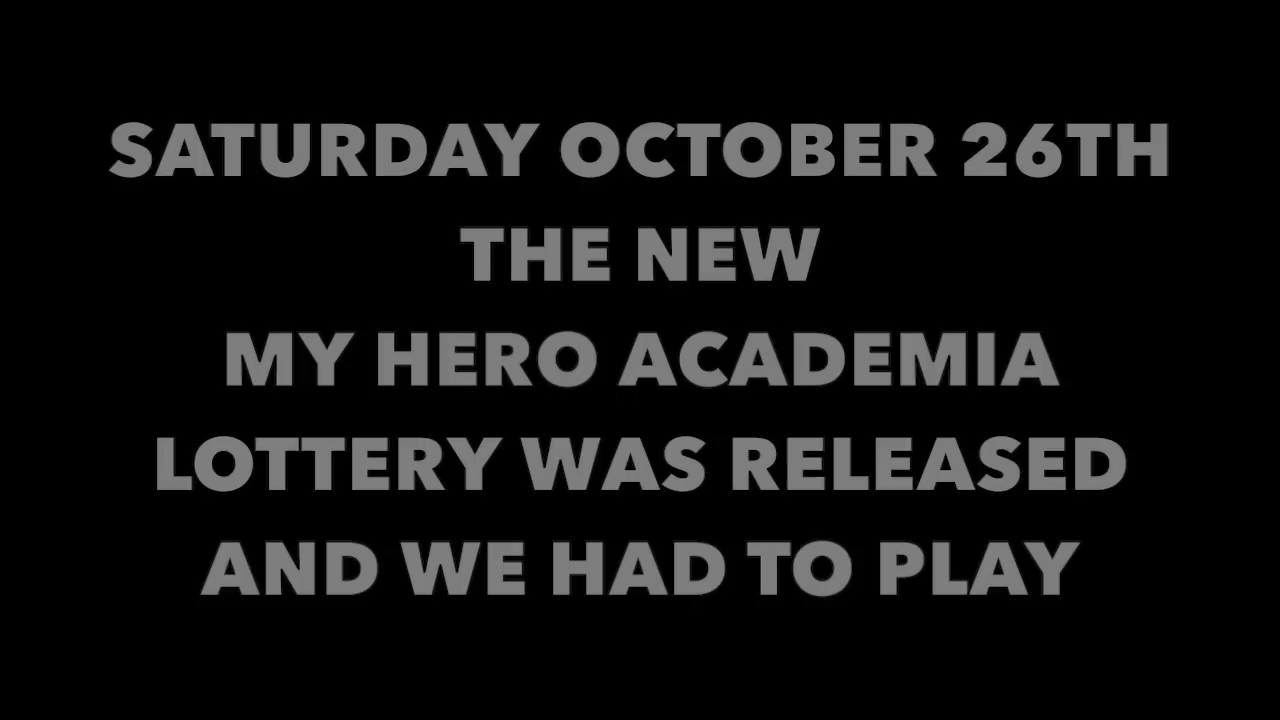 SATURDAY OCTOBER 26TH
THE NEW
MY HERO ACADEMIA
LOTTERY WAS RELEASED
AND WE HAD TO PLAY